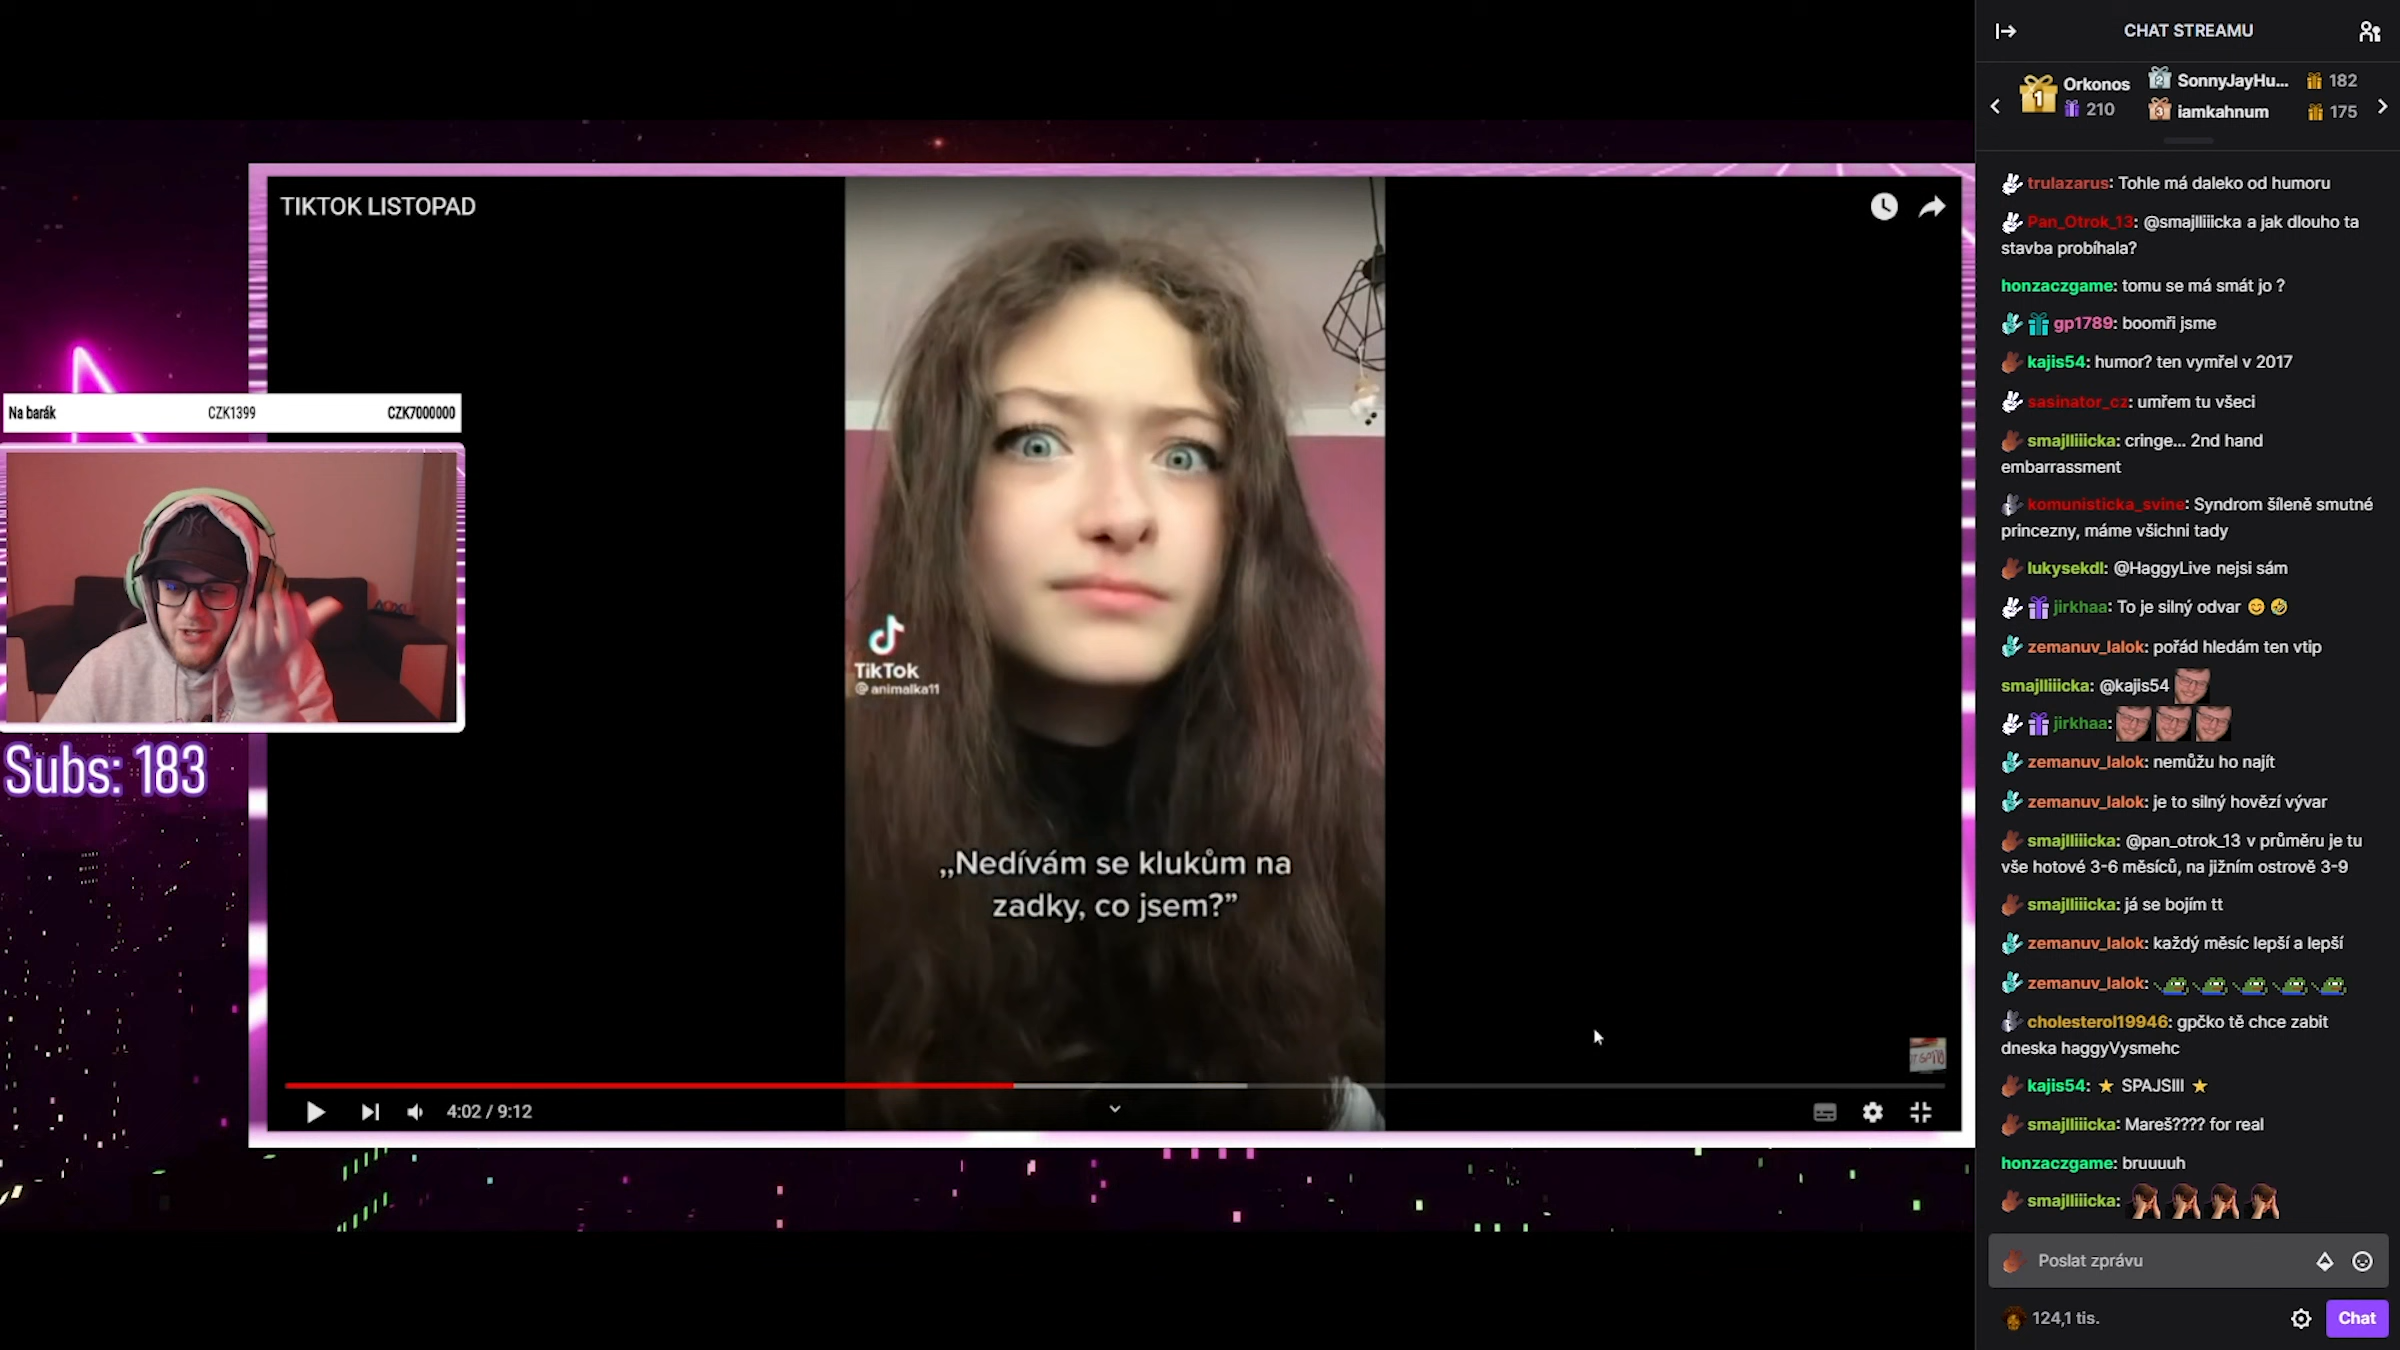 TIKTOK LISTOPAD
Na barák CZK1399 CZK7000000
Subs: 183
TikTok
@animalka11
„Nedívám se klukům na
zadky, co jsem?”
4:02 / 9:12
CHAT STREAMU
1 Orkonos
210
2 SonnyJayHu... 182
3 iamkahnum 175
trulazarus: Tohle má daleko od humoru
Pan_Otrok_13: @smajlliiicka a jak dlouho ta
stavba probíhala?
honzaczgame: tomu se má smát jo ?
gp1789: boomři jsme
kajis54: humor? ten vymřel v 2017
sasinator_cz: umřem tu všeci
smajlliiicka: cringe... 2nd hand
embarrassment
komunisticka_svine: Syndrom šíleně smutné
princezny, máme všichni tady
lukysekdl: @HaggyLive nejsi sám
jirkhaa: To je silný odvar 😊 🤣
zemanuv_lalok: pořád hledám ten vtip
smajlliiicka: @kajis54
jirkhaa:
zemanuv_lalok: nemůžu ho najít
zemanuv_lalok: je to silný hovězí vývar
smajlliiicka: @pan_otrok_13 v průměru je tu
vše hotové 3-6 měsíců, na jižním ostrově 3-9
smajlliiicka: já se bojím tt
zemanuv_lalok: každý měsíc lepší a lepší
zemanuv_lalok:
cholesterol19946: gpčko tě chce zabit
dneska haggyVysmehc
kajis54: ★ SPAJSIII ★
smajlliiicka: Mareš???? for real
honzaczgame: bruuuuh
smajlliiicka:
Poslat zprávu
124,1 tis.
Chat